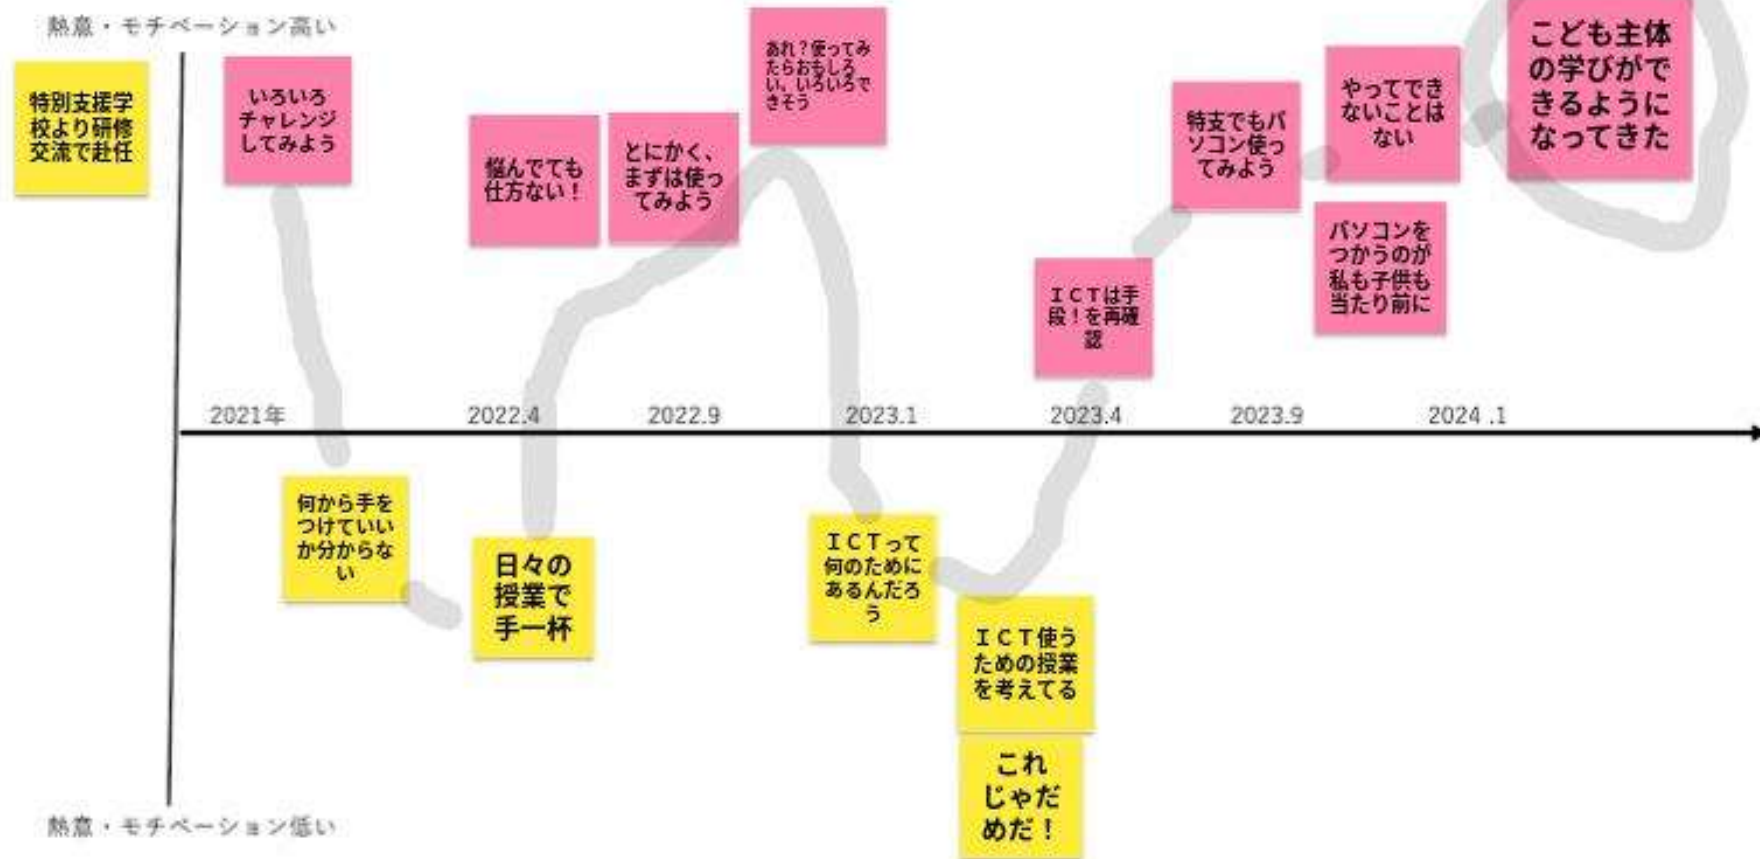 熱意・モチベーション高い
特別支援学
校より研修
交流で赴任
いろいろ
チャレンジ
してみよう
悩んでても
仕方ない！
とにかく、
まずは使っ
てみよう
あれ？使ってみ
たらおもしろ
い。いろいろで
きそう
特支でもパ
ソコン使っ
てみよう
やってでき
ないことは
ない
こども主体
の学びがで
きるように
なってきた
パソコンを
つかうのが
私も子供も
当たり前に
ＩＣＴは手
段！を再確
認
2021年
2022.4
2022.9
2023.1
2023.4
2023.9
2024 .1
何から手を
つけていい
か分からな
い
日々の
授業で
手一杯
ＩＣＴって
何のために
あるんだろ
う
ＩＣＴ使う
ための授業
を考えてる
これ
じゃだ
めだ！
熱意・モチベーション低い